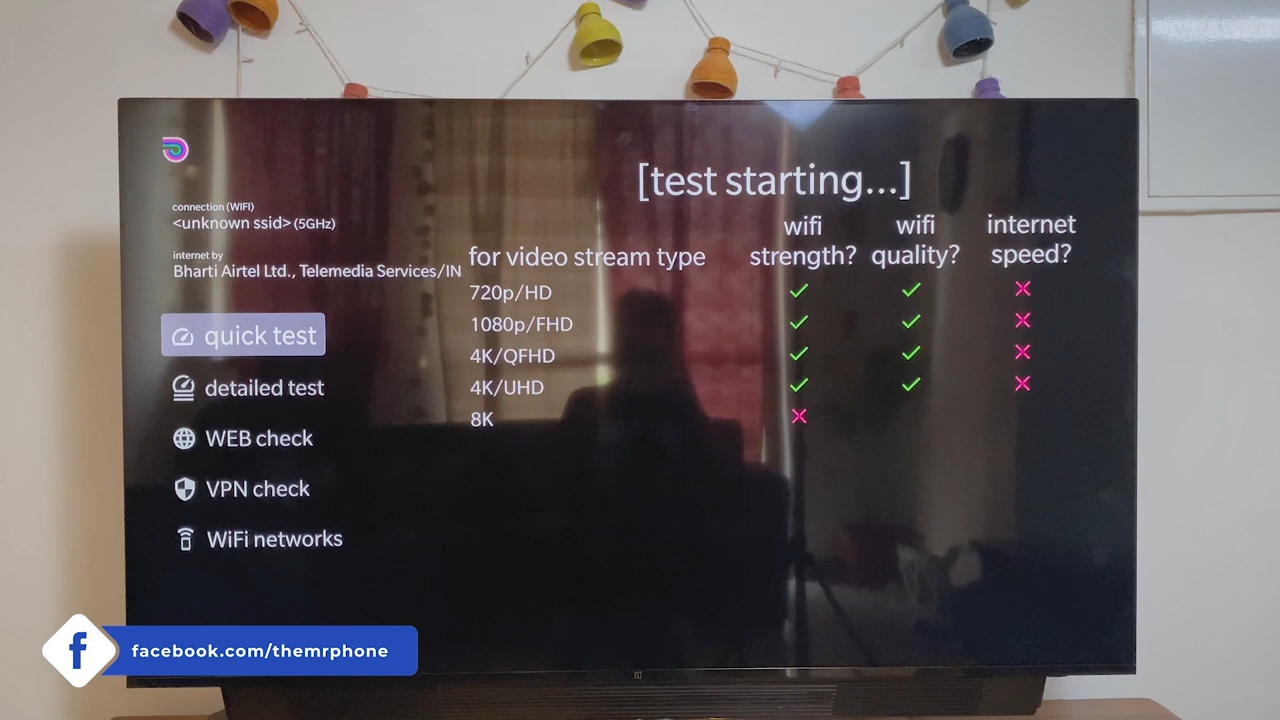 [test starting...]
connection (WIFI)
<unknown ssid> (5GHz)
internet by
Bharti Airtel Ltd., Telemedia Services/IN
quick test
detailed test
WEB check
VPN check
WiFi networks
for video stream type
wifi strength?
wifi quality?
internet speed?
720p/HD
1080p/FHD
4K/QFHD
4K/UHD
8K
facebook.com/themrphone